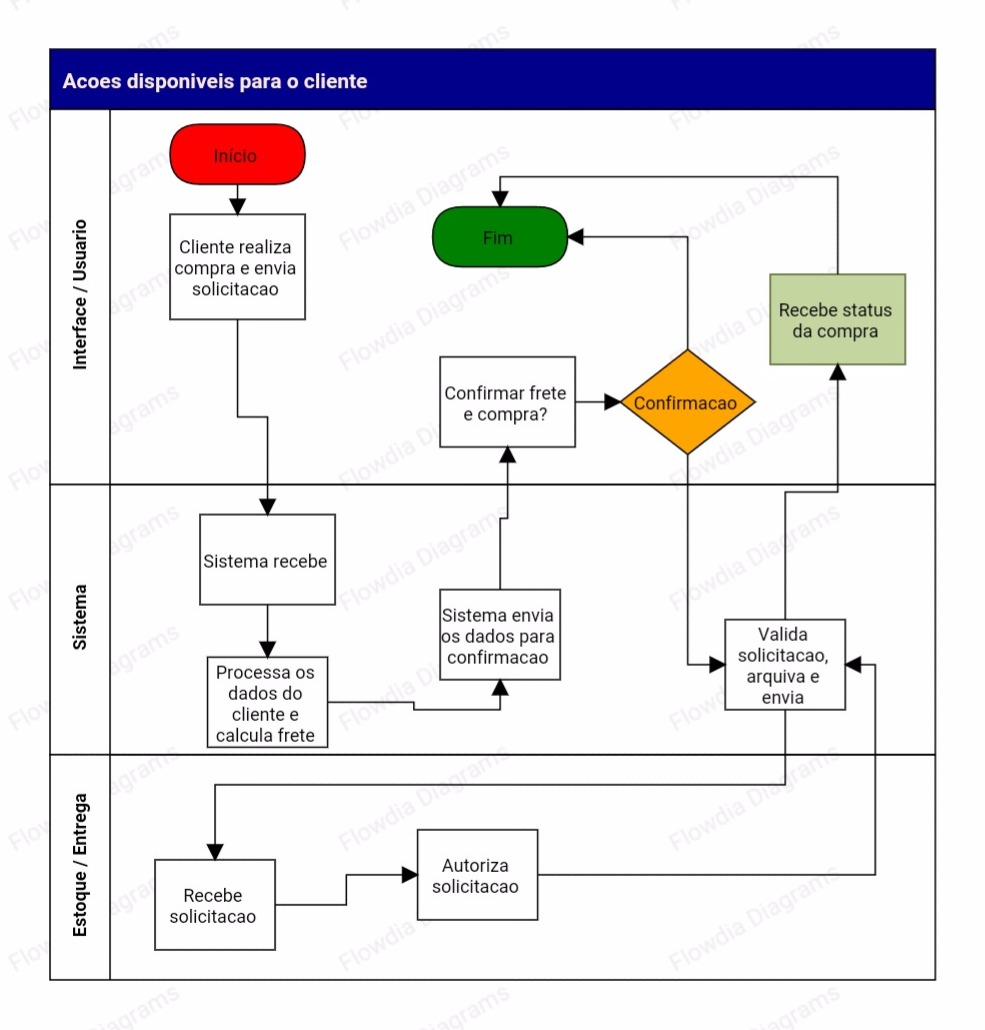 Acoes disponiveis para o cliente
Interface / Usuario
Início
Cliente realiza
compra e envia
solicitacao
Fim
Recebe status
da compra
Confirmar frete
e compra?
Confirmacao
Sistema
Sistema recebe
Processa os
dados do
cliente e
calcula frete
Sistema envia
os dados para
confirmacao
Valida
solicitacao,
arquiva e
envia
Estoque / Entrega
Recebe
solicitacao
Autoriza
solicitacao
Flowdia Diagrams